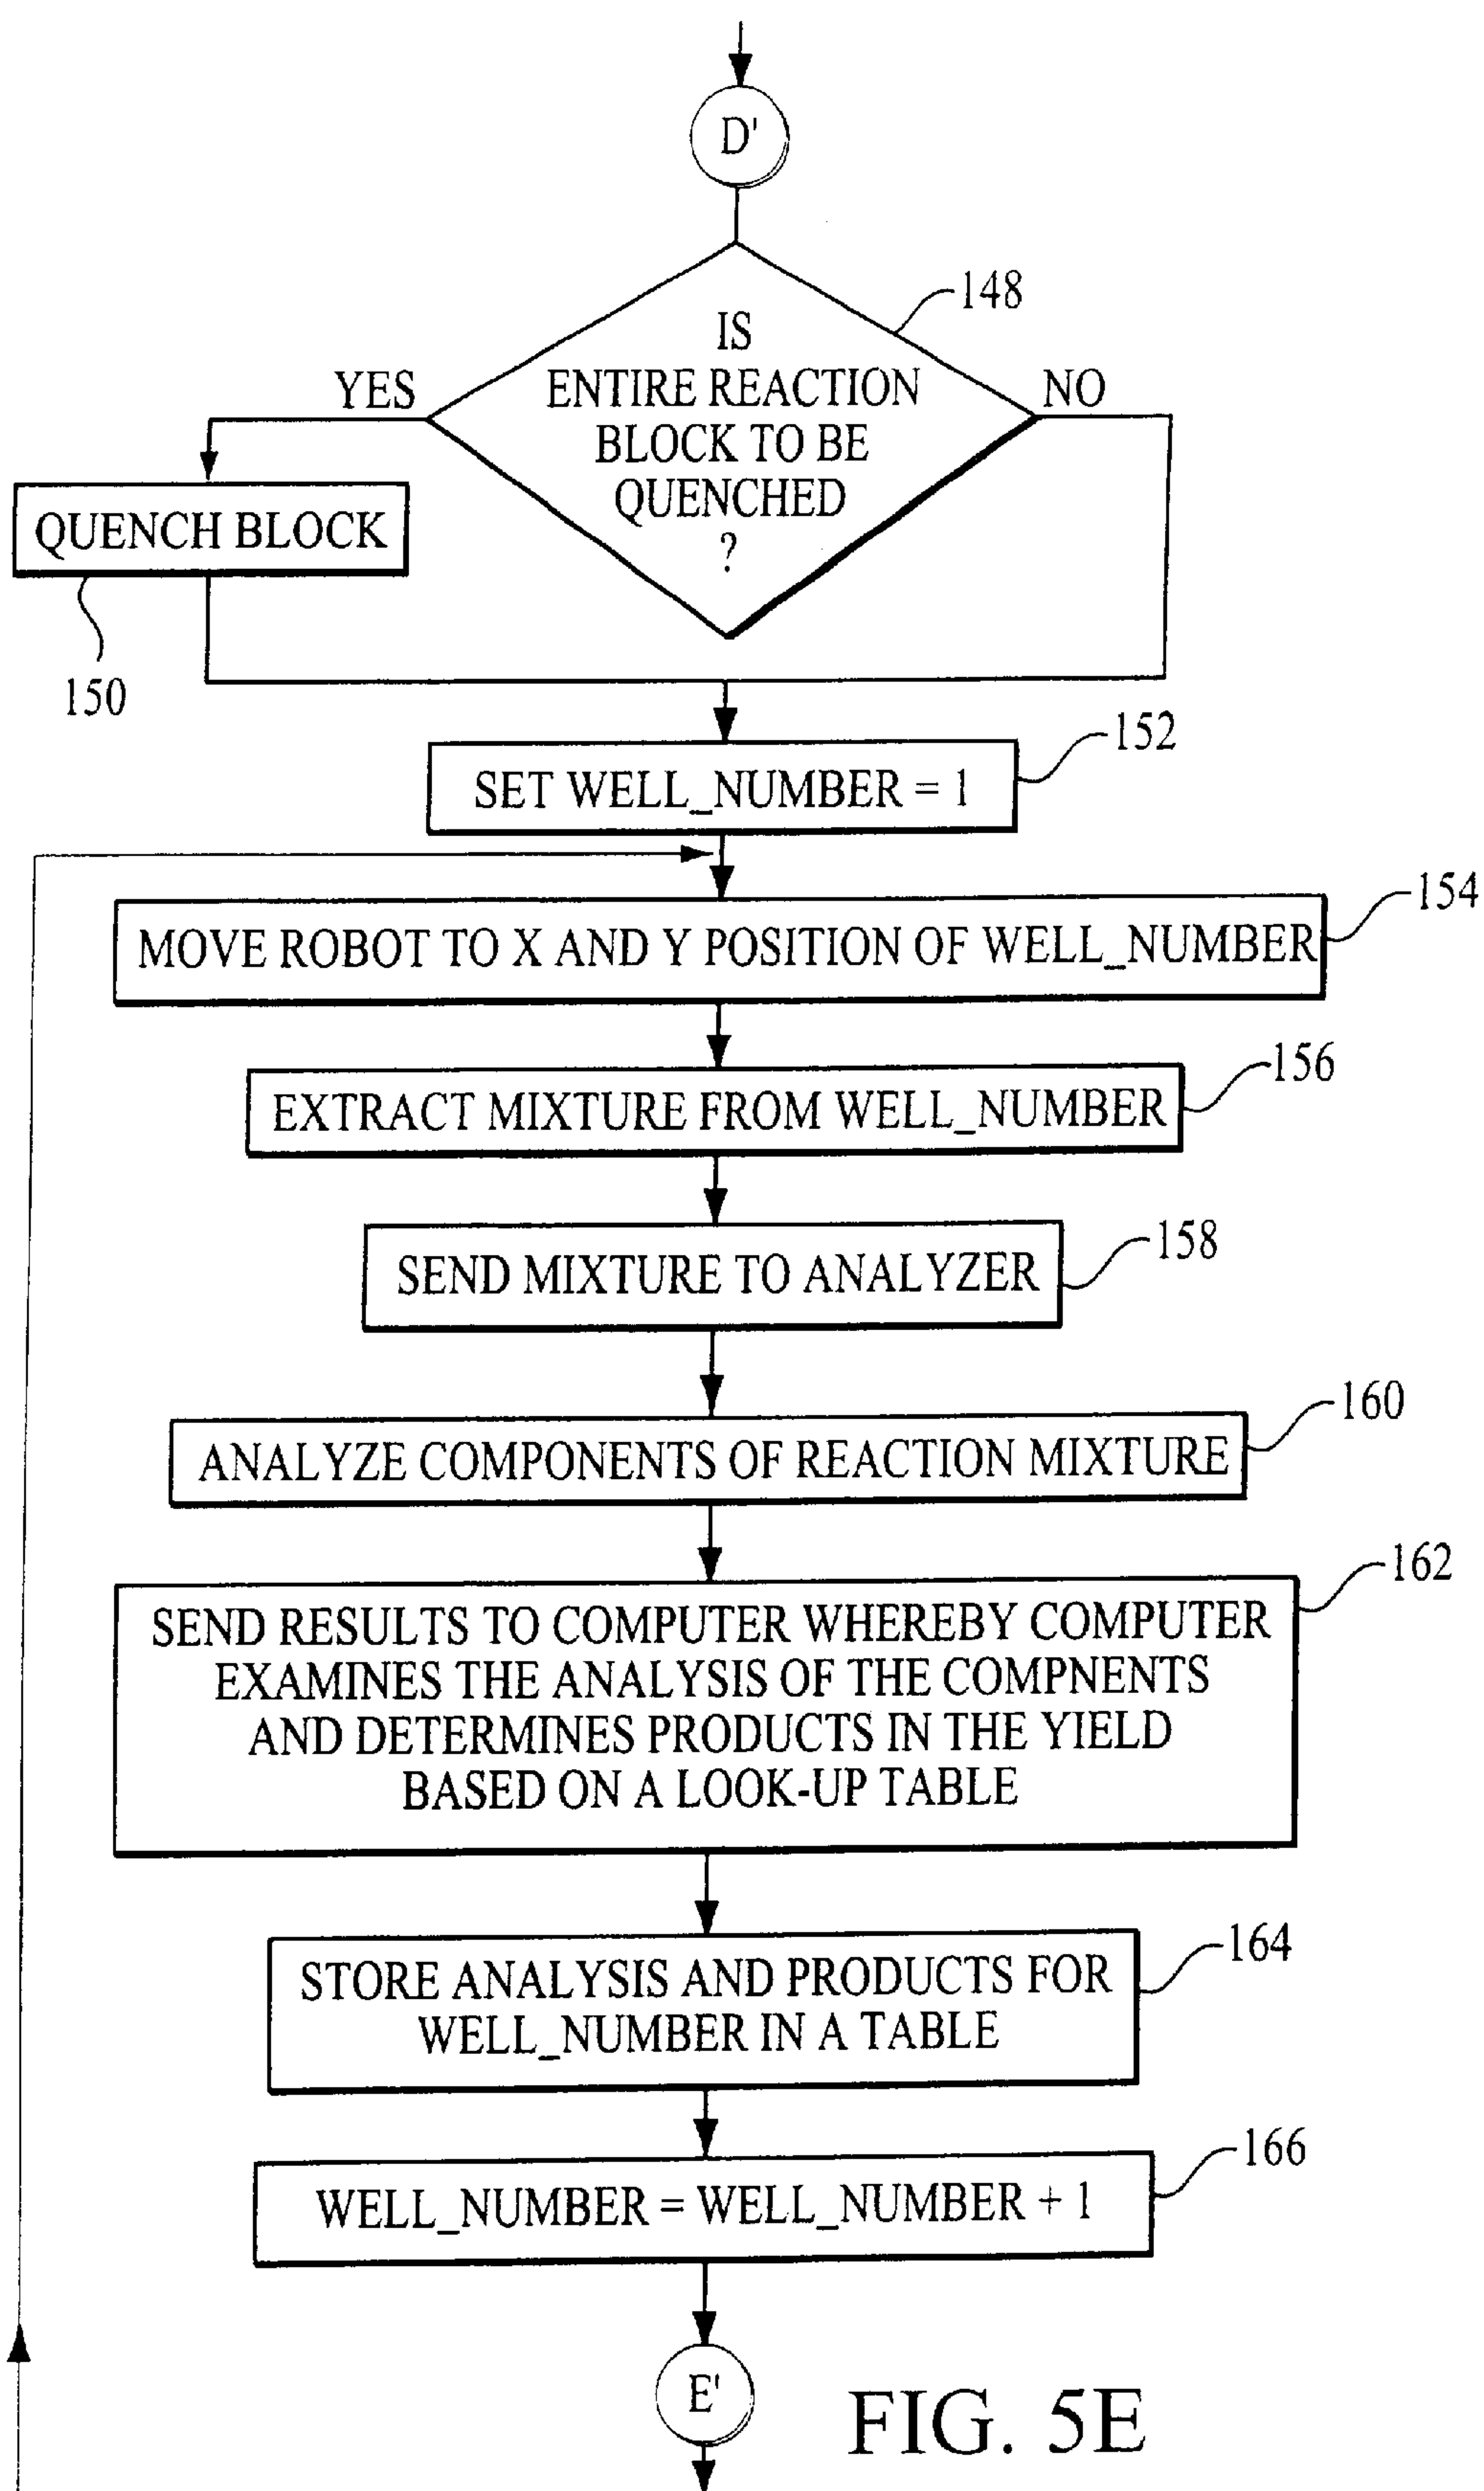 D'
148
IS
ENTIRE REACTION
BLOCK TO BE
QUENCHED
?
YES
NO
QUENCH BLOCK
150
152
SET WELL_NUMBER = 1
154
MOVE ROBOT TO X AND Y POSITION OF WELL_NUMBER
156
EXTRACT MIXTURE FROM WELL_NUMBER
158
SEND MIXTURE TO ANALYZER
160
ANALYZE COMPONENTS OF REACTION MIXTURE
162
SEND RESULTS TO COMPUTER WHEREBY COMPUTER
EXAMINES THE ANALYSIS OF THE COMPNENTS
AND DETERMINES PRODUCTS IN THE YIELD
BASED ON A LOOK-UP TABLE
164
STORE ANALYSIS AND PRODUCTS FOR
WELL_NUMBER IN A TABLE
166
WELL_NUMBER = WELL_NUMBER + 1
E'
FIG. 5E